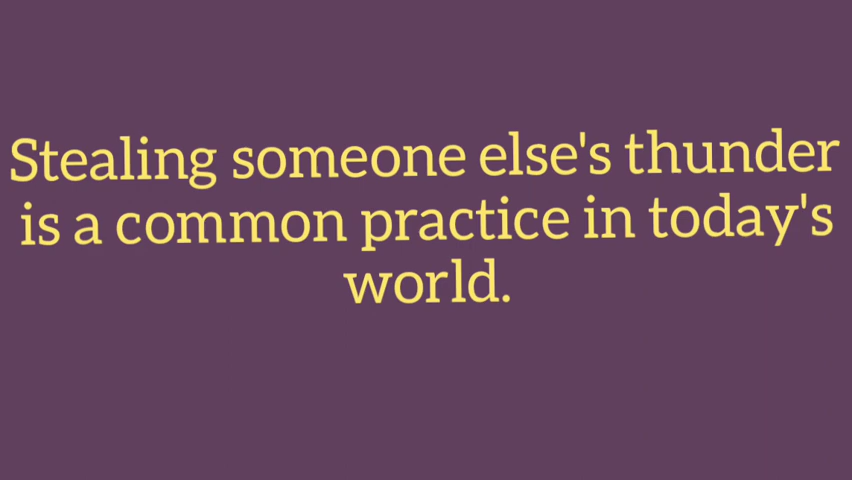 Stealing someone else's thunder
is a common practice in today's
world.